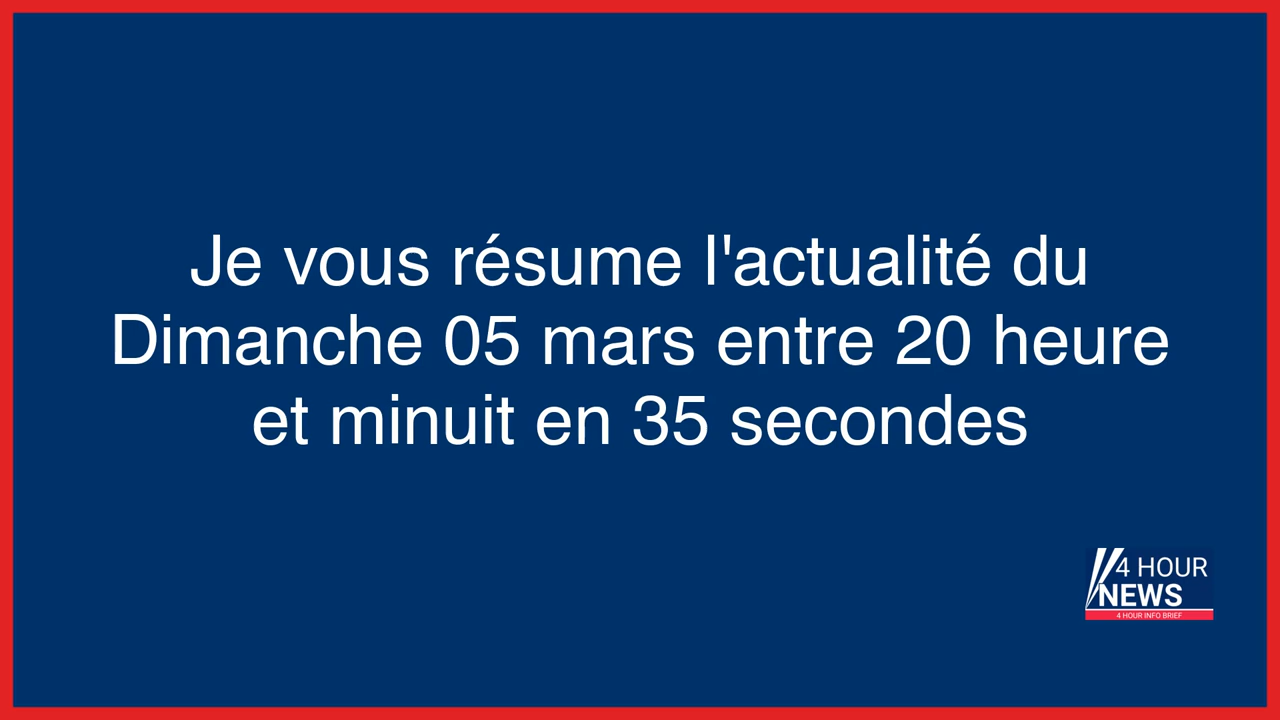 Je vous résume l'actualité du
Dimanche 05 mars entre 20 heure
et minuit en 35 secondes
4 HOUR
NEWS
4 HOUR INFO BRIEF